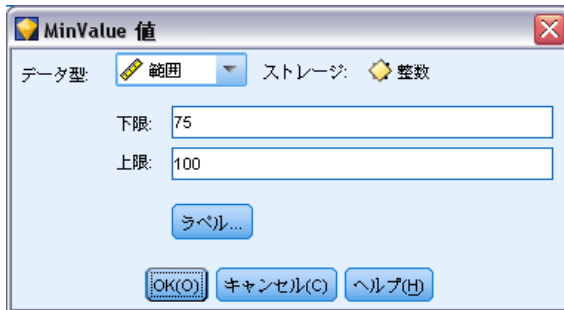 MinValue 値
データ型: 範囲 ストレージ: 整数
下限: 75
上限: 100
ラベル...
OK(O) キャンセル(C) ヘルプ(H)